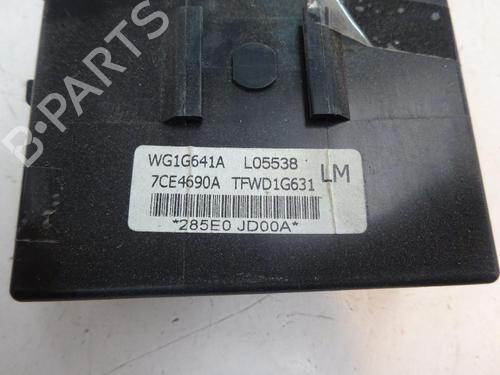 B-PARTS
WG1G641A L05538
7CE4690A TFWD1G631 LM
*285E0 JD00A*